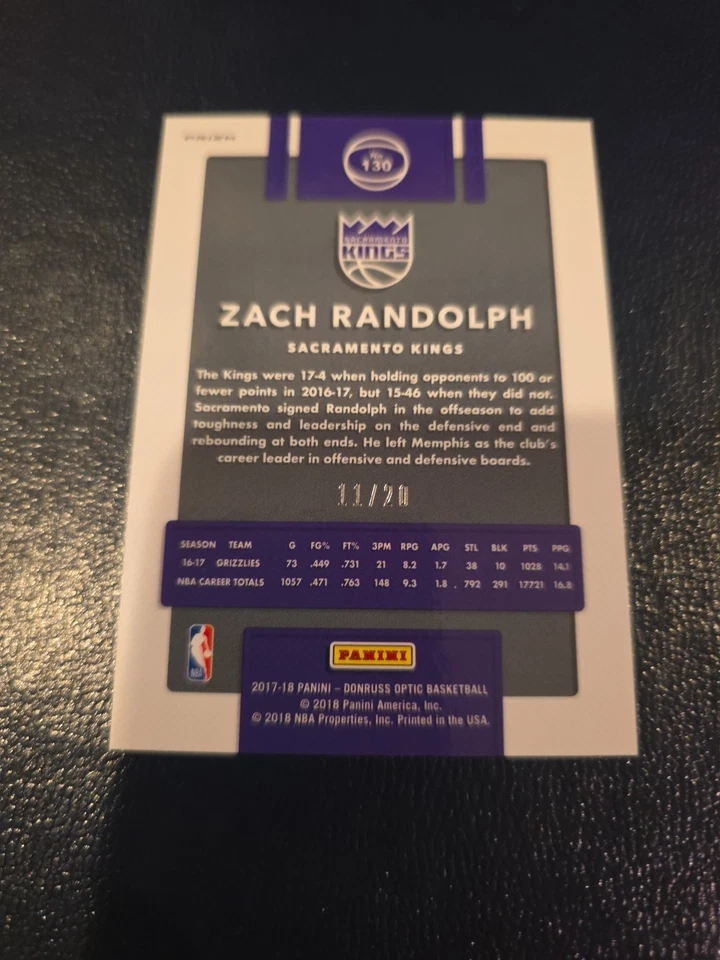 PRIZM
No.
130
SACRAMENTO
KINGS
ZACH RANDOLPH
SACRAMENTO KINGS
The Kings were 17-4 when holding opponents to 100 or
fewer points in 2016-17, but 15-46 when they did not.
Sacramento signed Randolph in the offseason to add
toughness and leadership on the defensive end and
rebounding at both ends. He left Memphis as the club's
career leader in offensive and defensive boards.
11/20
SEASON TEAM G FG% FT% 3PM RPG APG STL BLK PTS PPG
16-17 GRIZZLIES 73 .449 .731 21 8.2 1.7 38 10 1028 14.1
NBA CAREER TOTALS 1057 .471 .763 148 9.3 1.8 792 291 17721 16.8
NBA
PANINI
2017-18 PANINI – DONRUSS OPTIC BASKETBALL
© 2018 Panini America, Inc.
© 2018 NBA Properties, Inc. Printed in the USA.